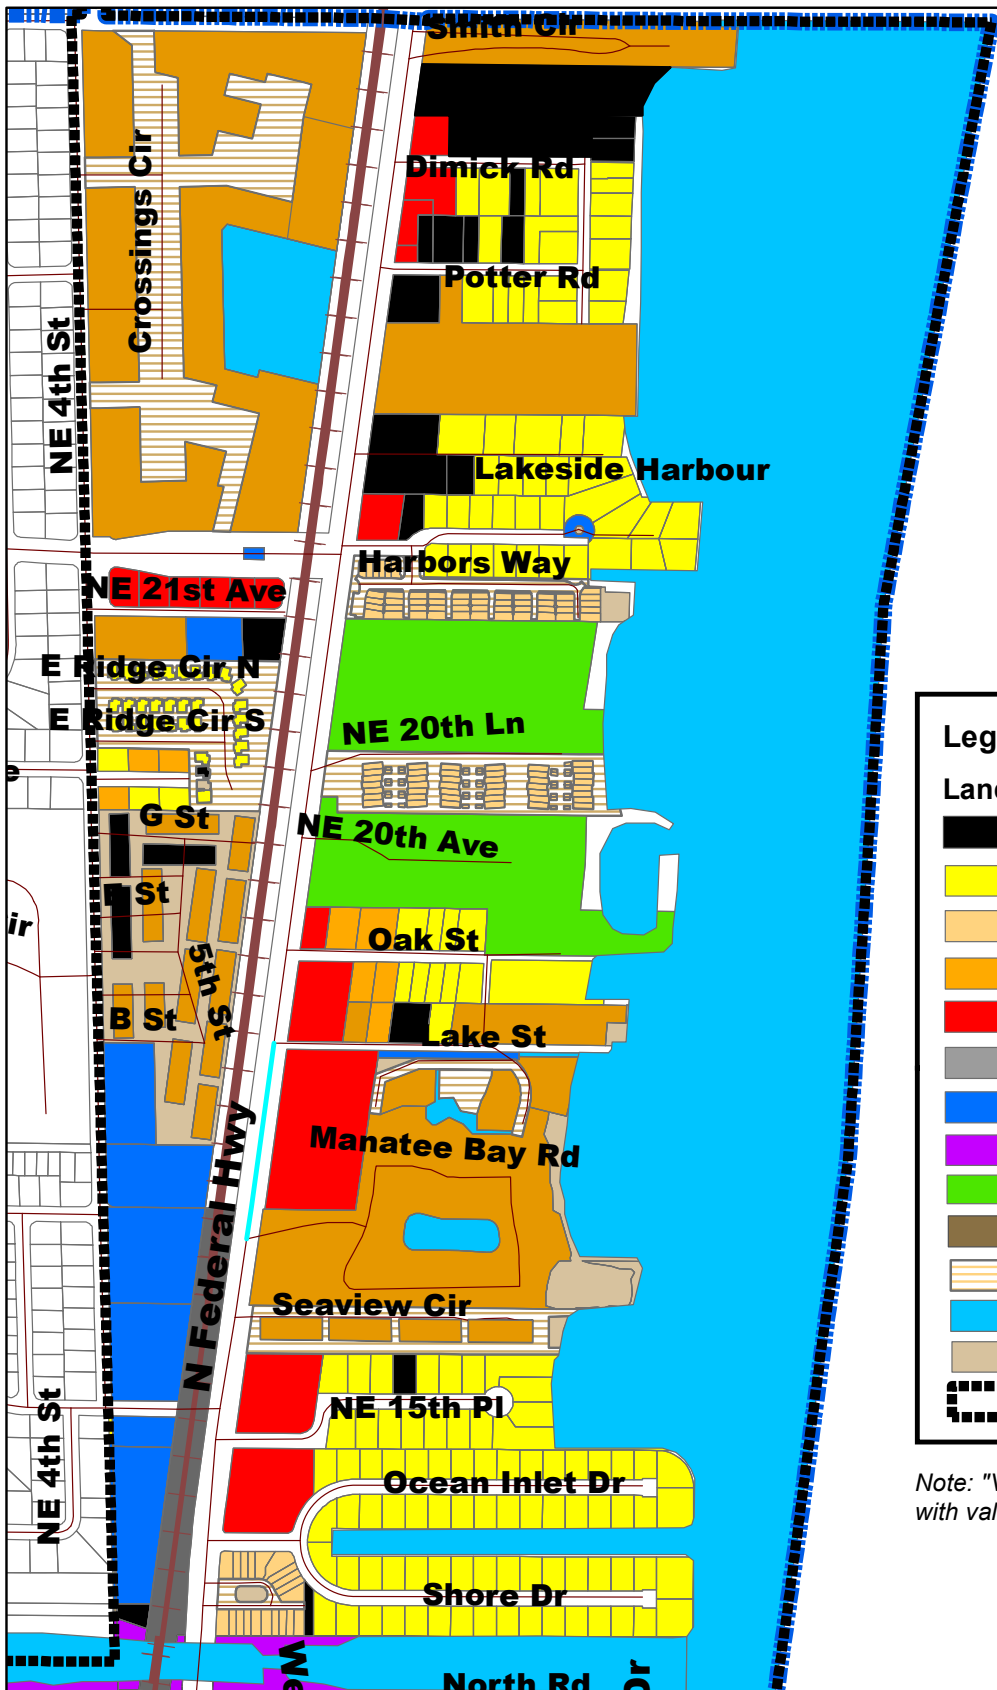 Smith Cir
Dimick Rd
Crossings Cir
Potter Rd
NE 4th St
Lakeside Harbour
Harbors Way
NE 21st Ave
E Ridge Cir N
E Ridge Cir S
NE 20th Ln
Leg
Lan
G St
NE 20th Ave
St
ir
Oak St
5th St
B St
Lake St
N Federal Hwy
Manatee Bay Rd
Seaview Cir
NE 15th Pl
NE 4th St
Ocean Inlet Dr
Note: "V
with val
Shore Dr
North Rd
Dr